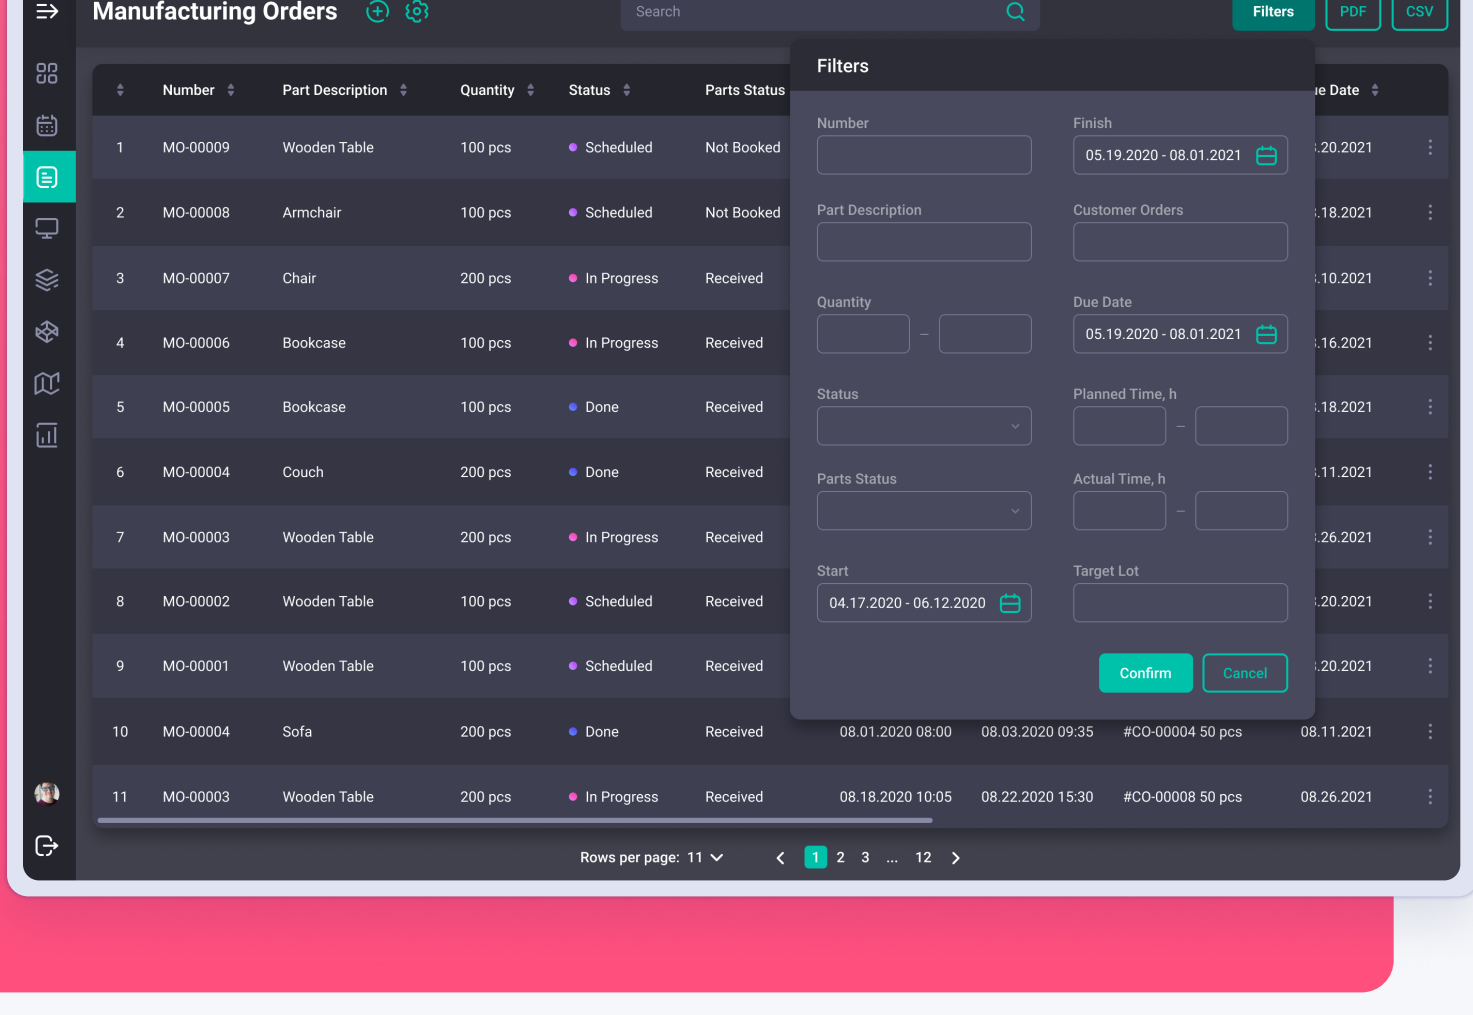 Manufacturing Orders
Search
Filters
PDF
CSV
Number Part Description Quantity Status Parts Status
1 MO-00009 Wooden Table 100 pcs Scheduled Not Booked
2 MO-00008 Armchair 100 pcs Scheduled Not Booked
3 MO-00007 Chair 200 pcs In Progress Received
4 MO-00006 Bookcase 100 pcs In Progress Received
5 MO-00005 Bookcase 100 pcs Done Received
6 MO-00004 Couch 200 pcs Done Received
7 MO-00003 Wooden Table 200 pcs In Progress Received
8 MO-00002 Wooden Table 100 pcs Scheduled Received
9 MO-00001 Wooden Table 100 pcs Scheduled Received
10 MO-00004 Sofa 200 pcs Done Received 08.01.2020 08:00 08.03.2020 09:35 #CO-00004 50 pcs 08.11.2021
11 MO-00003 Wooden Table 200 pcs In Progress Received 08.18.2020 10:05 08.22.2020 15:30 #CO-00008 50 pcs 08.26.2021
Filters
Number
Finish
05.19.2020 - 08.01.2021
Part Description
Customer Orders
Quantity
–
Due Date
05.19.2020 - 08.01.2021
Status
Planned Time, h
–
Parts Status
Actual Time, h
–
Start
04.17.2020 - 06.12.2020
Target Lot
Confirm
Cancel
Date
.20.2021
.18.2021
.10.2021
.16.2021
.18.2021
.11.2021
.26.2021
.20.2021
.20.2021
Rows per page: 11
1 2 3 ... 12